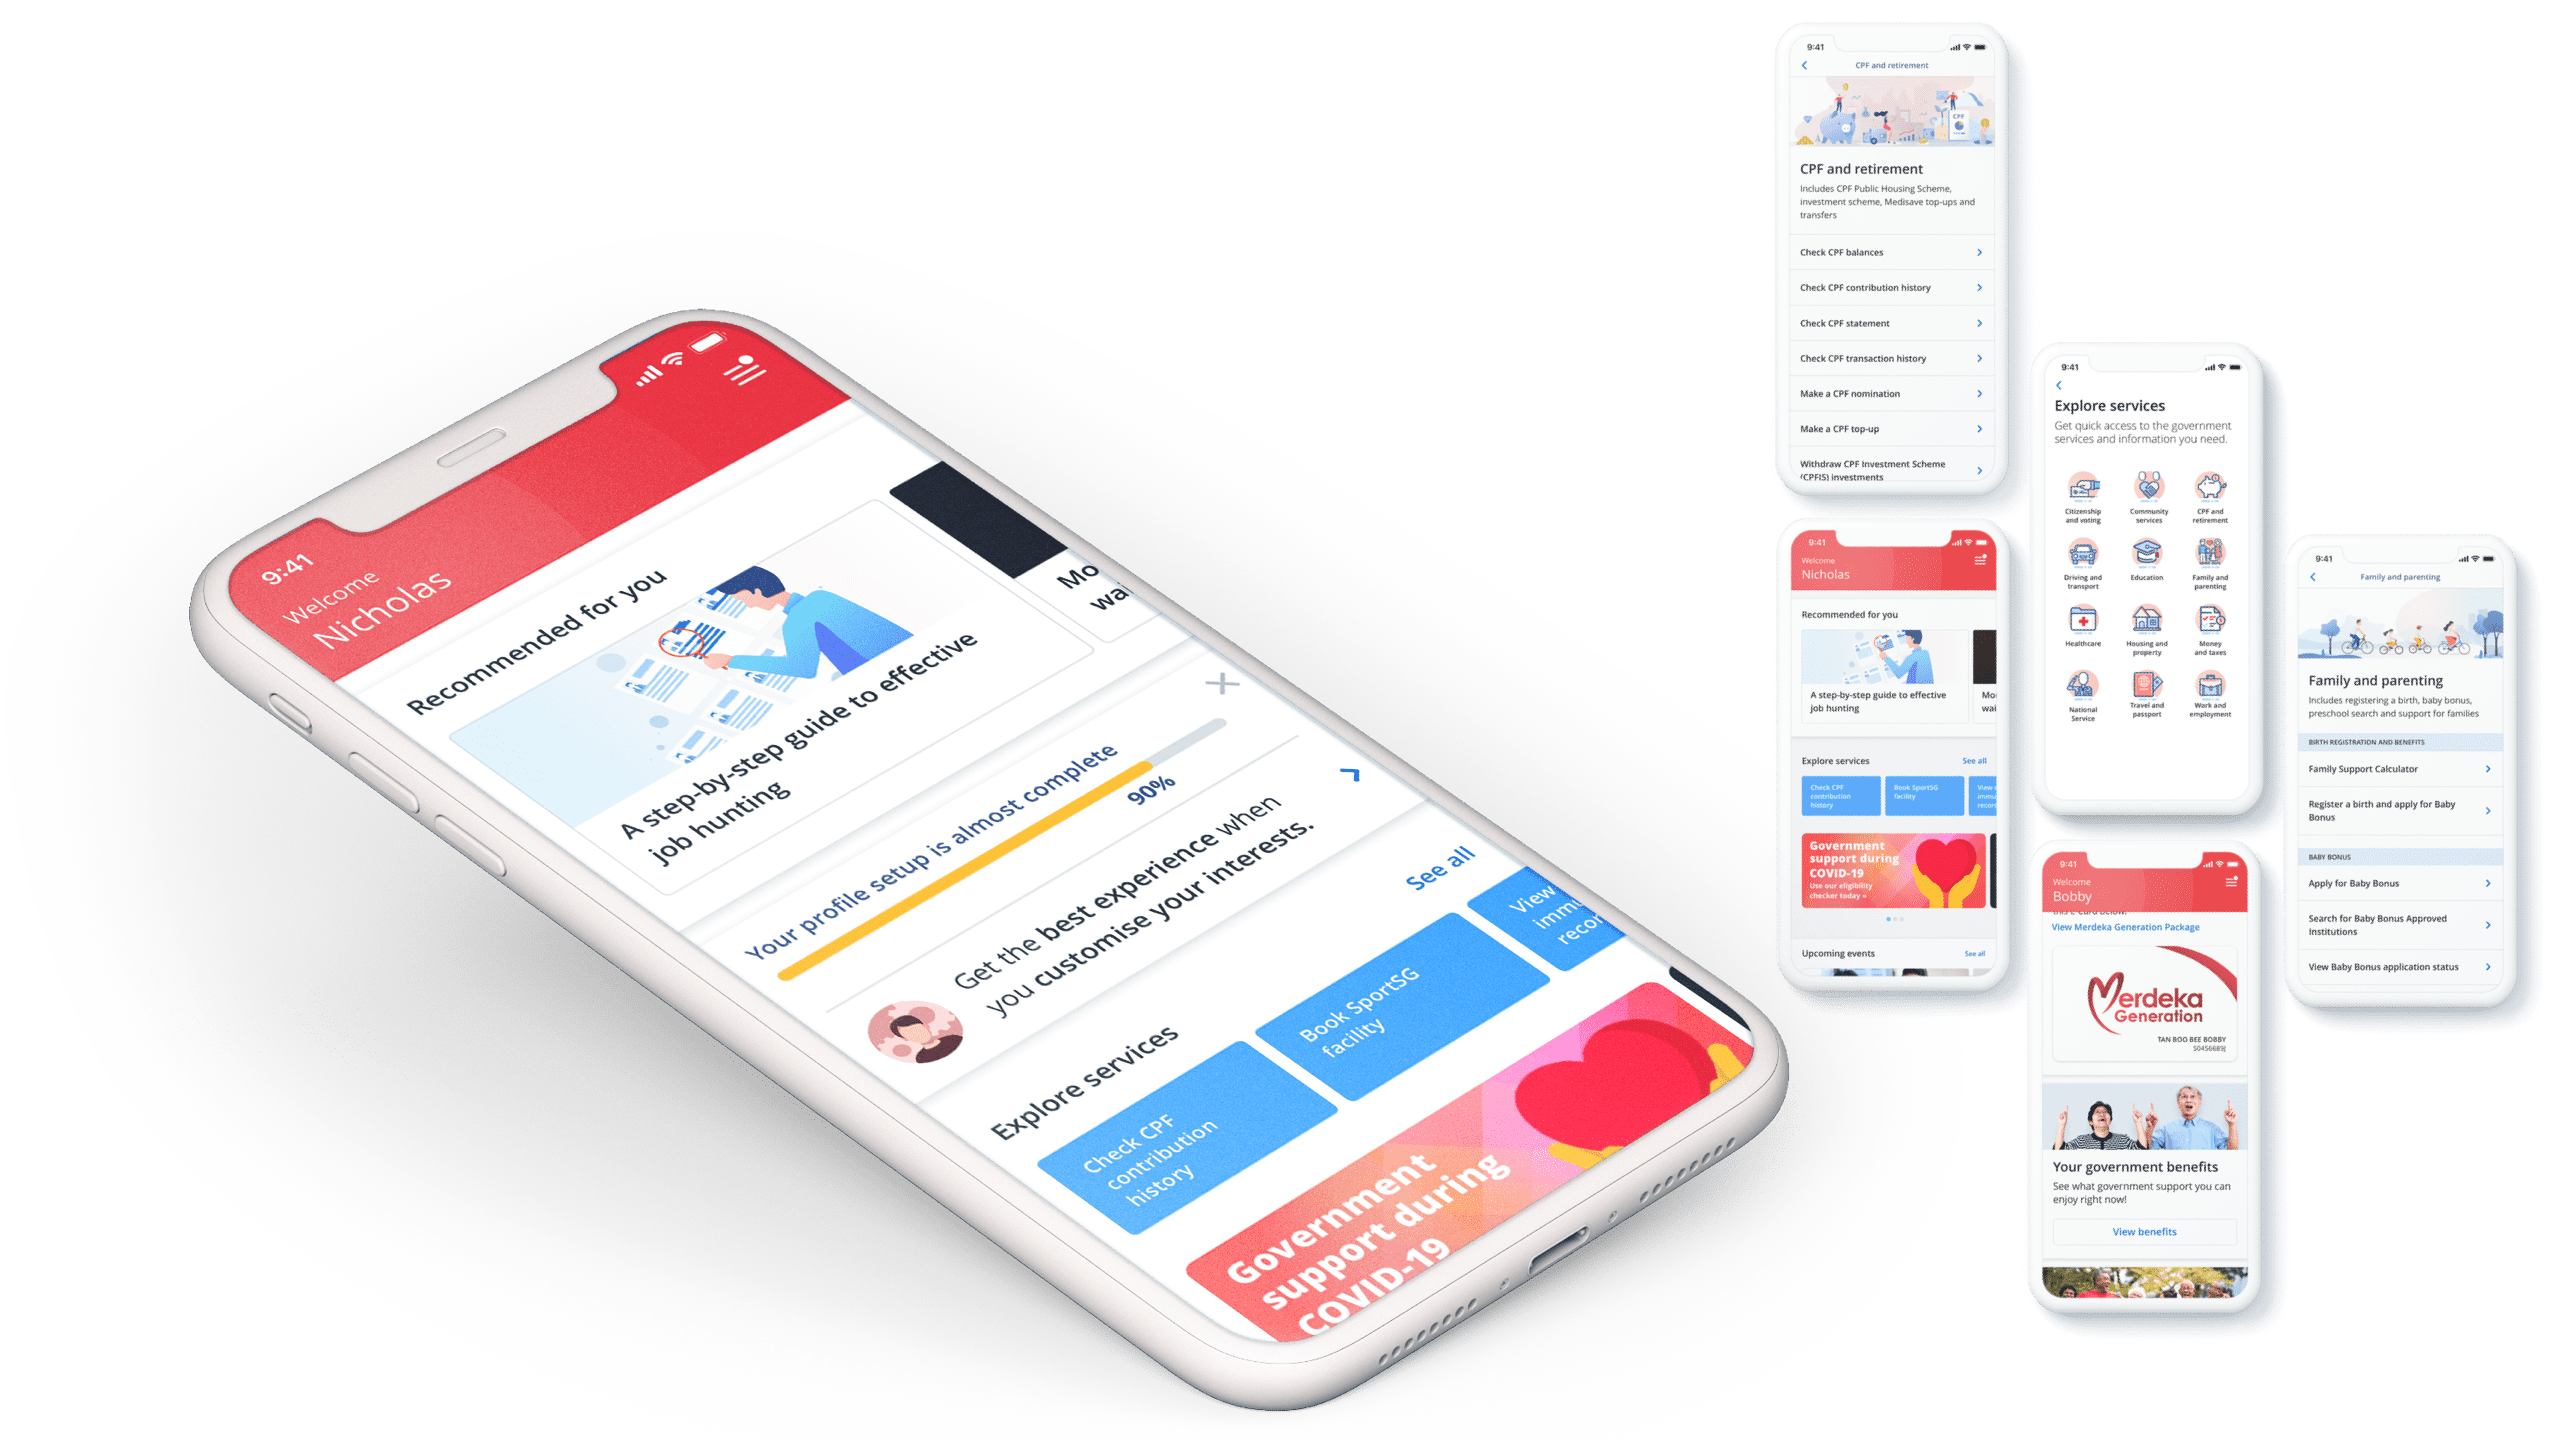 9:41
Welcome
Nicholas
Recommended for you
A step-by-step guide to effective
job hunting
Mo
wa
Your profile setup is almost complete
90%
Get the best experience when
you customise your interests.
Explore services
See all
Check CPF
contribution
history
Book SportSG
facility
View
immu
recor
Government
support during
COVID-19
9:41
CPF and retirement
CPF
CPF and retirement
Includes CPF Public Housing Scheme,
investment scheme, Medisave top-ups and
transfers
Check CPF balances
Check CPF contribution history
Check CPF statement
Check CPF transaction history
Make a CPF nomination
Make a CPF top-up
Withdraw CPF Investment Scheme
(CPFIS) investments
9:41
Welcome
Nicholas
Recommended for you
A step-by-step guide to effective
job hunting
Mo
wai
Explore services
See all
Check CPF
contribution
history
Book SportSG
facility
View
immu
recor
Government
support during
COVID-19
Use our eligibility
checker today »
Upcoming events
See all
9:41
Explore services
Get quick access to the government
services and information you need.
Citizenship
and voting
Community
services
CPF and
retirement
Driving and
transport
Education
Family and
parenting
Healthcare
Housing and
property
Money
and taxes
National
Service
Travel and
passport
Work and
employment
9:41
Welcome
Bobby
this E-Card below.
View Merdeka Generation Package
Merdeka
Generation
TAN BOO BEE BOBBY
S0456689J
Your government benefits
See what government support you can
enjoy right now!
View benefits
9:41
Family and parenting
Family and parenting
Includes registering a birth, baby bonus,
preschool search and support for families
BIRTH REGISTRATION AND BENEFITS
Family Support Calculator
Register a birth and apply for Baby
Bonus
BABY BONUS
Apply for Baby Bonus
Search for Baby Bonus Approved
Institutions
View Baby Bonus application status